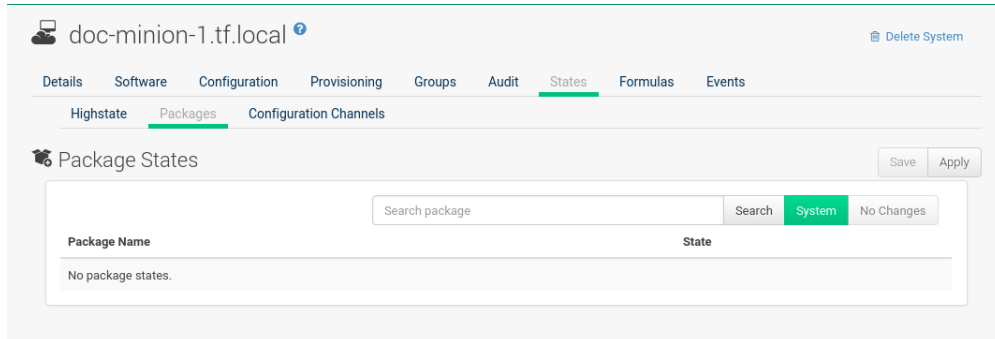 doc-minion-1.tf.local ?
Delete System
Details Software Configuration Provisioning Groups Audit States Formulas Events
Highstate Packages Configuration Channels
Package States
Save Apply
Search package Search System No Changes
Package Name State
No package states.